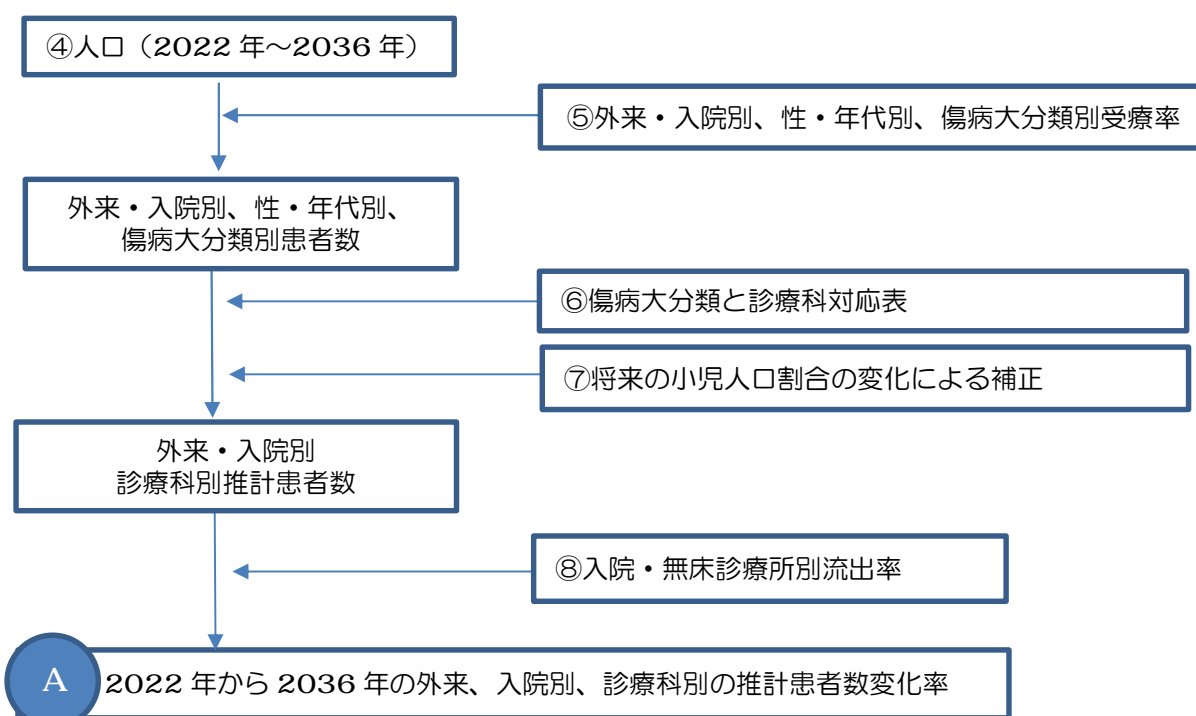 ④人口（2022 年～2036 年）
⑤外来・入院別、性・年代別、傷病大分類別受療率
外来・入院別、性・年代別、
傷病大分類別患者数
⑥傷病大分類と診療科対応表
⑦将来の小児人口割合の変化による補正
外来・入院別
診療科別推計患者数
⑧入院・無床診療所別流出率
A
2022 年から 2036 年の外来、入院別、診療科別の推計患者数変化率